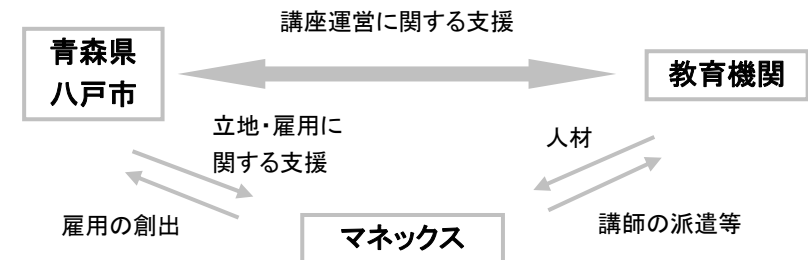 講座運営に関する支援
青森県
八戸市
教育機関
立地・雇用に
関する支援
人材
雇用の創出
マネックス
講師の派遣等